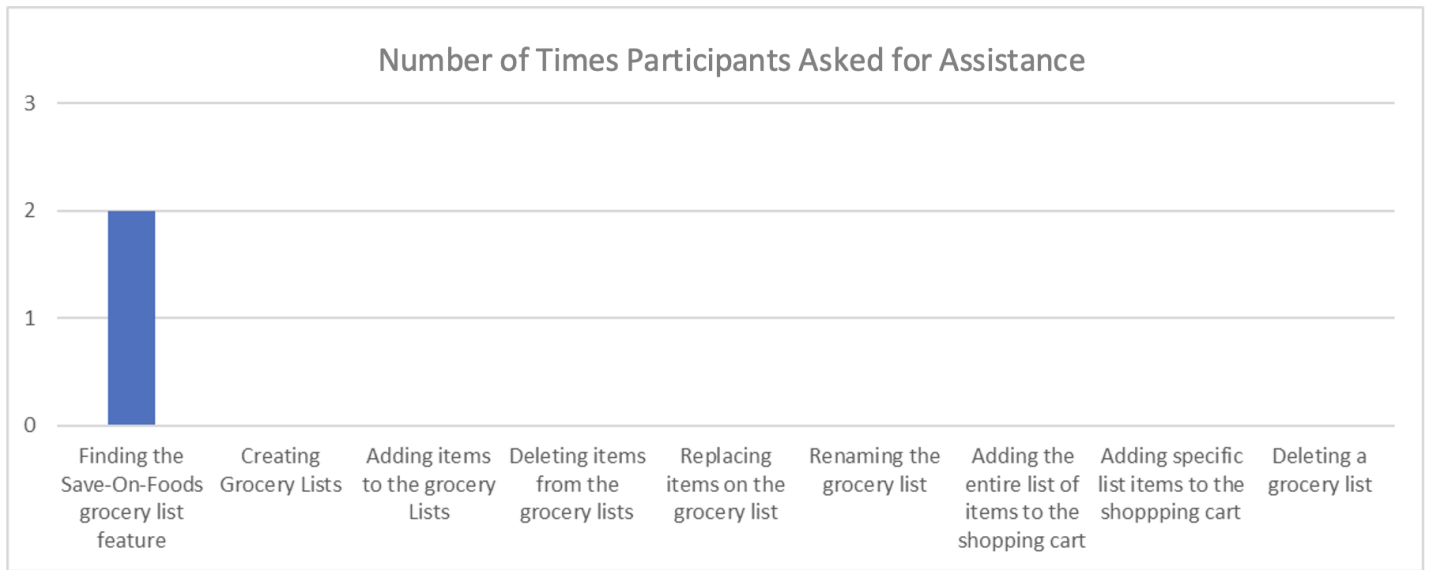 Number of Times Participants Asked for Assistance
3
2
1
0
Finding the
Save-On-Foods
grocery list
feature
Creating
Grocery Lists
Adding items
to the grocery
Lists
Deleting items
from the
grocery lists
Replacing
items on the
grocery list
Renaming the
grocery list
Adding the
entire list of
items to the
shopping cart
Adding specific
list items to the
shoppping cart
Deleting a
grocery list